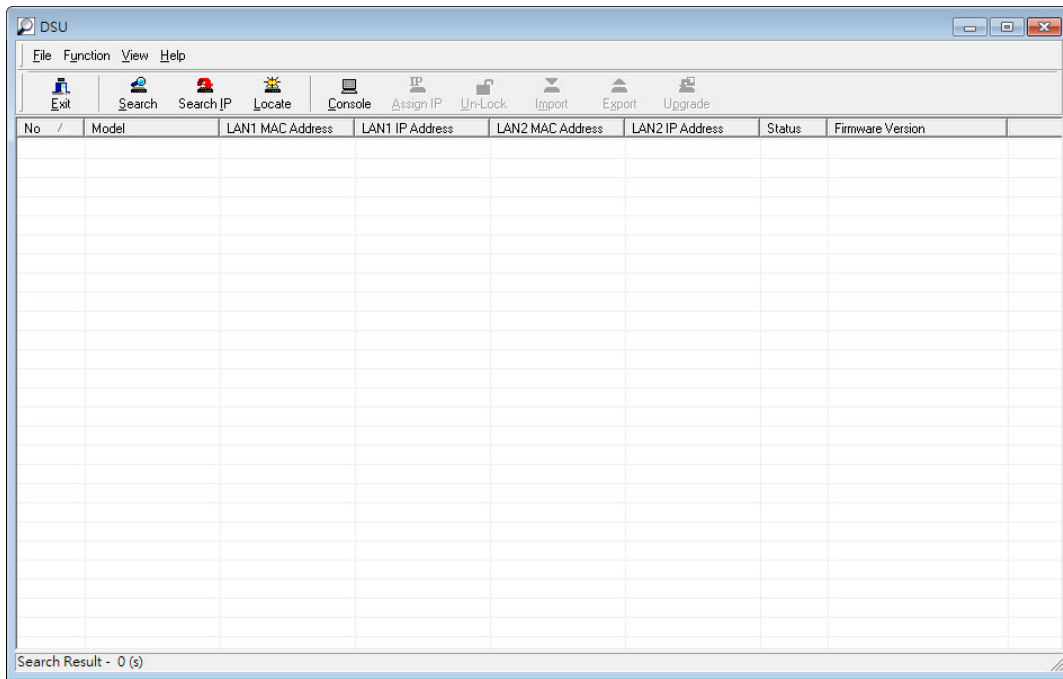 DSU
File Function View Help
Exit Search Search IP Locate Console Assign IP Un-Lock Import Export Upgrade
No Model LAN1 MAC Address LAN1 IP Address LAN2 MAC Address LAN2 IP Address Status Firmware Version
Search Result - 0 (s)